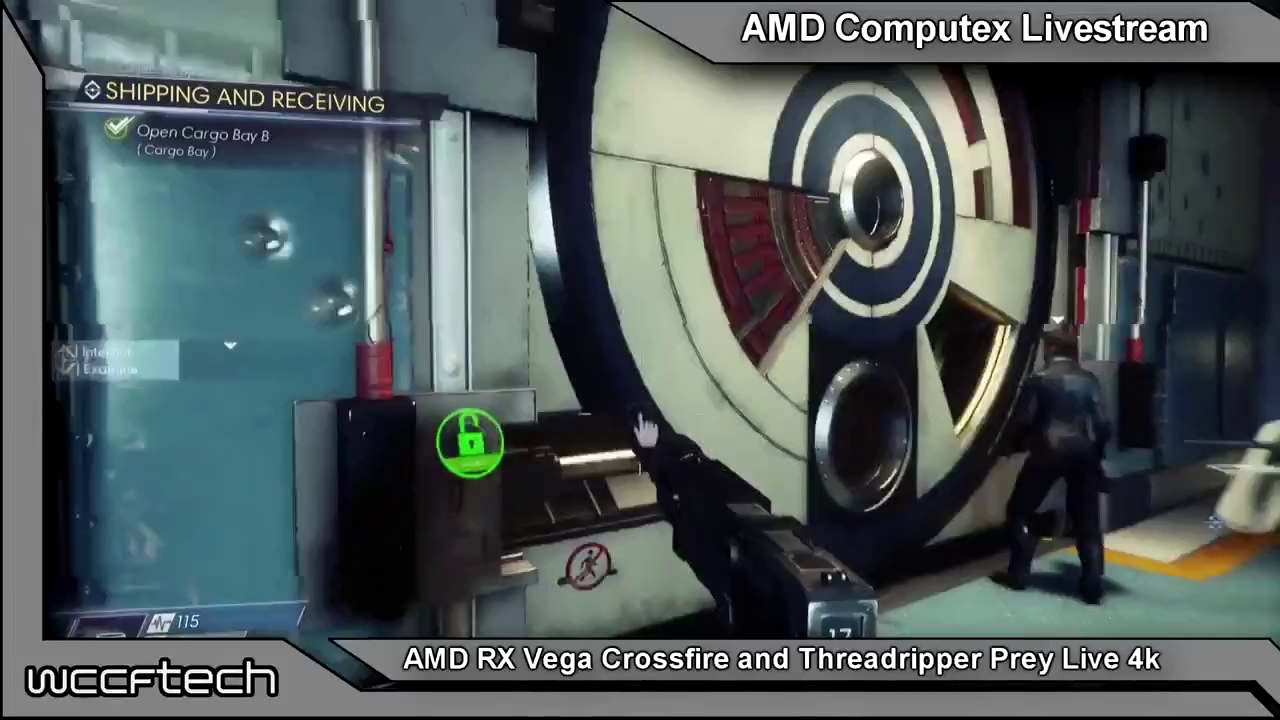 AMD Computex Livestream
SHIPPING AND RECEIVING
Open Cargo Bay B
( Cargo Bay )
Examine
115
17
AMD RX Vega Crossfire and Threadripper Prey Live 4k
wccftech